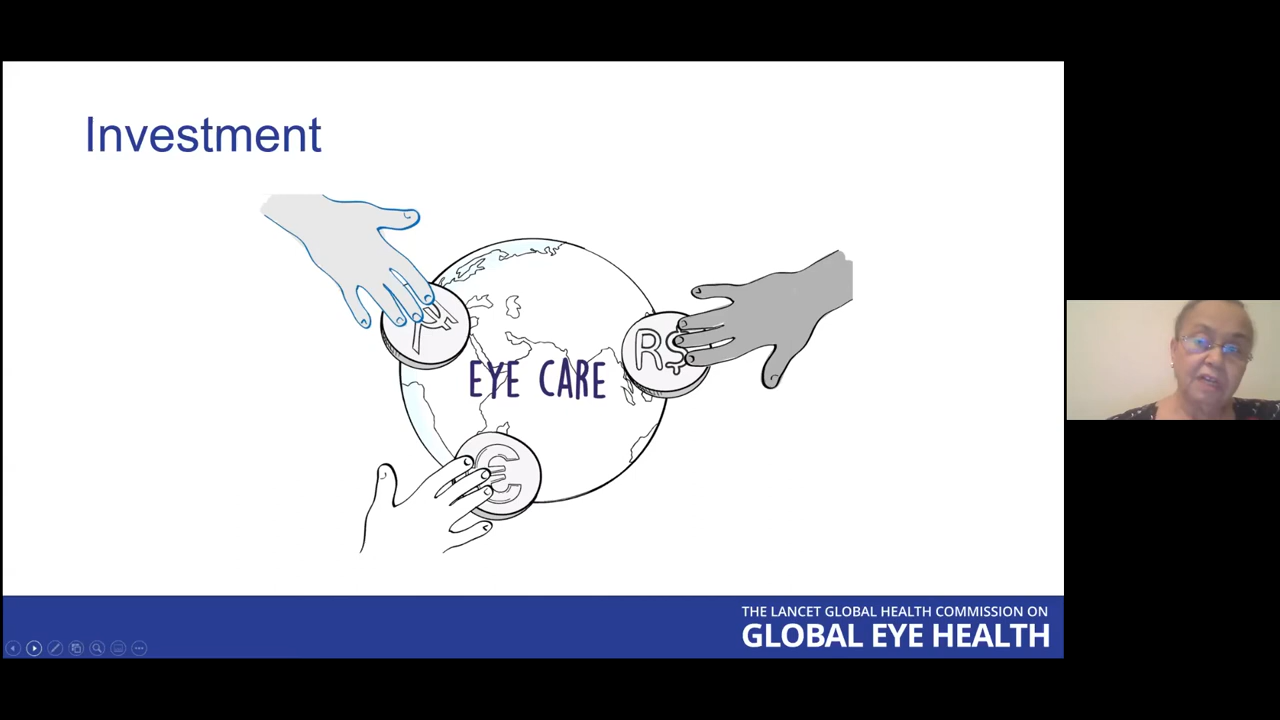 Investment
EYE CARE
R$
€
THE LANCET GLOBAL HEALTH COMMISSION ON
GLOBAL EYE HEALTH